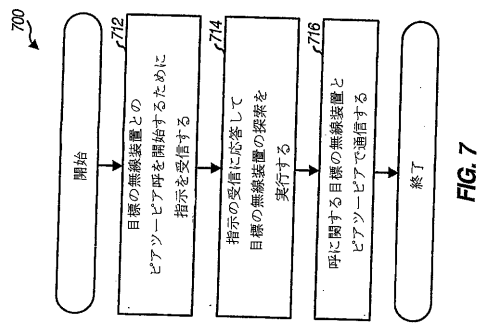 700
開始
712
目標の無線装置との
ピアツーピア呼を開始するために
指示を受信する
714
指示の受信に応答して
目標の無線装置の探索を
実行する
716
呼に関する目標の無線装置と
ピアツーピアで通信する
終了
FIG. 7